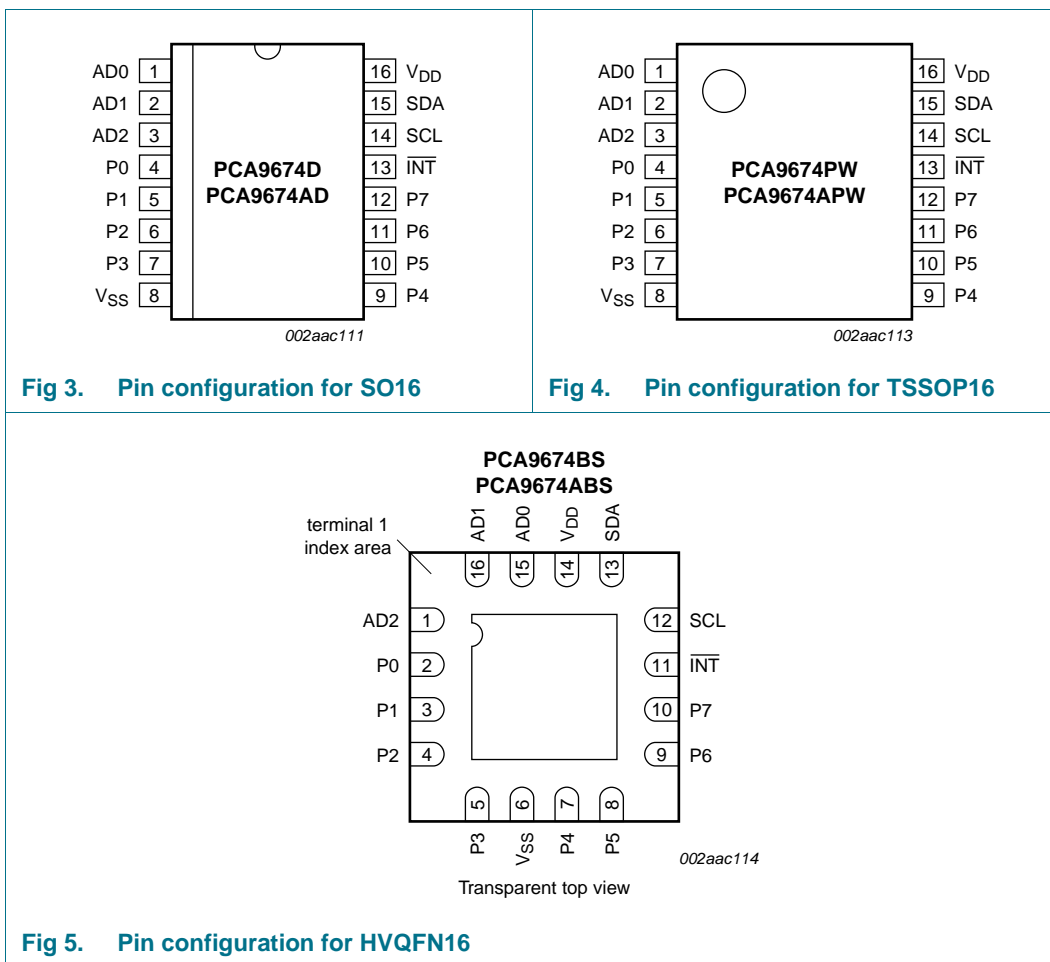 AD0 1
AD1 2
AD2 3
P0 4
P1 5
P2 6
P3 7
VSS 8
PCA9674D
PCA9674AD
16 VDD
15 SDA
14 SCL
13 INT
12 P7
11 P6
10 P5
9 P4
002aac111
Fig 3. Pin configuration for SO16
AD0 1
AD1 2
AD2 3
P0 4
P1 5
P2 6
P3 7
VSS 8
PCA9674PW
PCA9674APW
16 VDD
15 SDA
14 SCL
13 INT
12 P7
11 P6
10 P5
9 P4
002aac113
Fig 4. Pin configuration for TSSOP16
PCA9674BS
PCA9674ABS
terminal 1
index area
AD1 AD0 VDD SDA
16 15 14 13
AD2 1
P0 2
P1 3
P2 4
12 SCL
11 INT
10 P7
9 P6
5 6 7 8
P3 VSS P4 P5
002aac114
Transparent top view
Fig 5. Pin configuration for HVQFN16